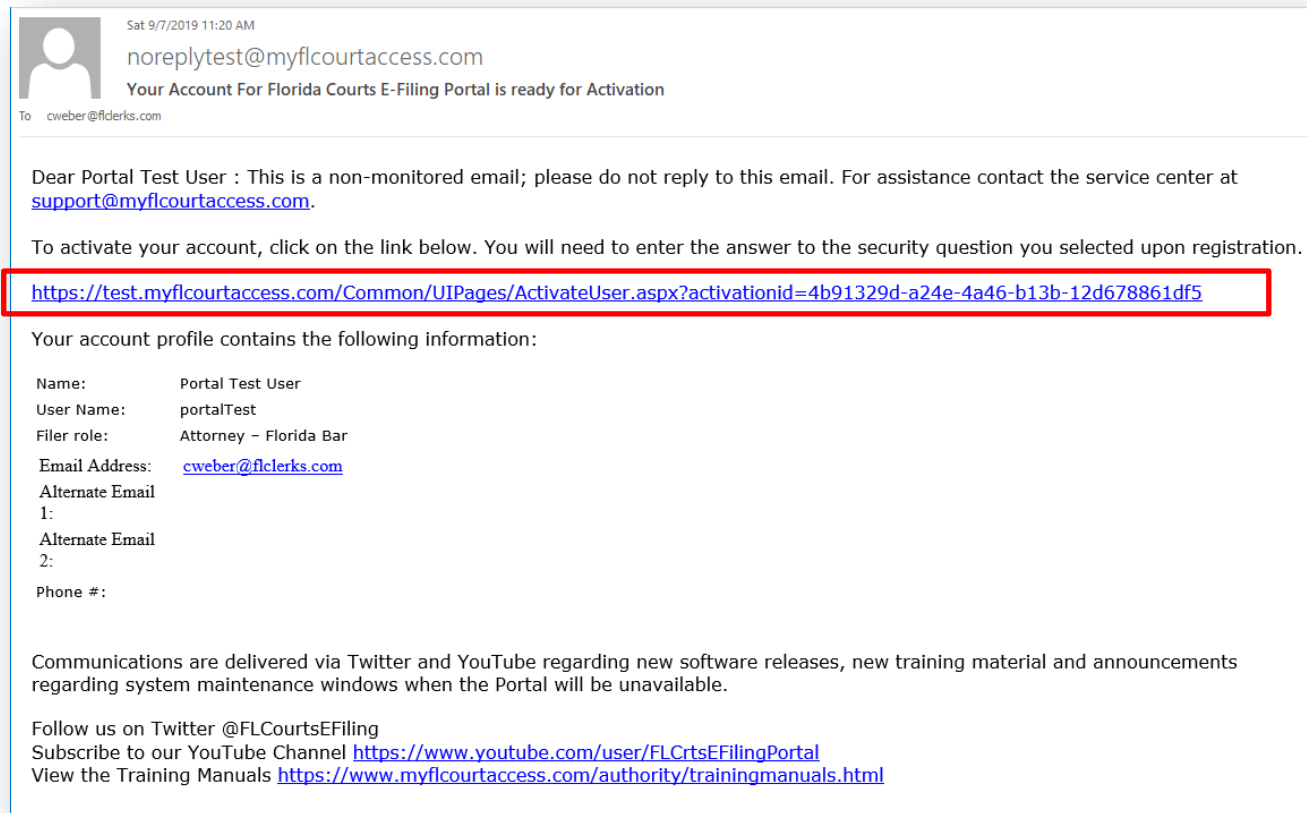 Sat 9/7/2019 11:20 AM
noreplytest@myflcourtaccess.com
Your Account For Florida Courts E-Filing Portal is ready for Activation
To cweber@flclerks.com
Dear Portal Test User : This is a non-monitored email; please do not reply to this email. For assistance contact the service center at
support@myflcourtaccess.com.
To activate your account, click on the link below. You will need to enter the answer to the security question you selected upon registration.
https://test.myflcourtaccess.com/Common/UIPages/ActivateUser.aspx?activationid=4b91329d-a24e-4a46-b13b-12d678861df5
Your account profile contains the following information:
Name: Portal Test User
User Name: portalTest
Filer role: Attorney – Florida Bar
Email Address: cweber@flclerks.com
Alternate Email
1:
Alternate Email
2:
Phone #:
Communications are delivered via Twitter and YouTube regarding new software releases, new training material and announcements
regarding system maintenance windows when the Portal will be unavailable.
Follow us on Twitter @FLCourtsEFiling
Subscribe to our YouTube Channel https://www.youtube.com/user/FLCrtsEFilingPortal
View the Training Manuals https://www.myflcourtaccess.com/authority/trainingmanuals.html